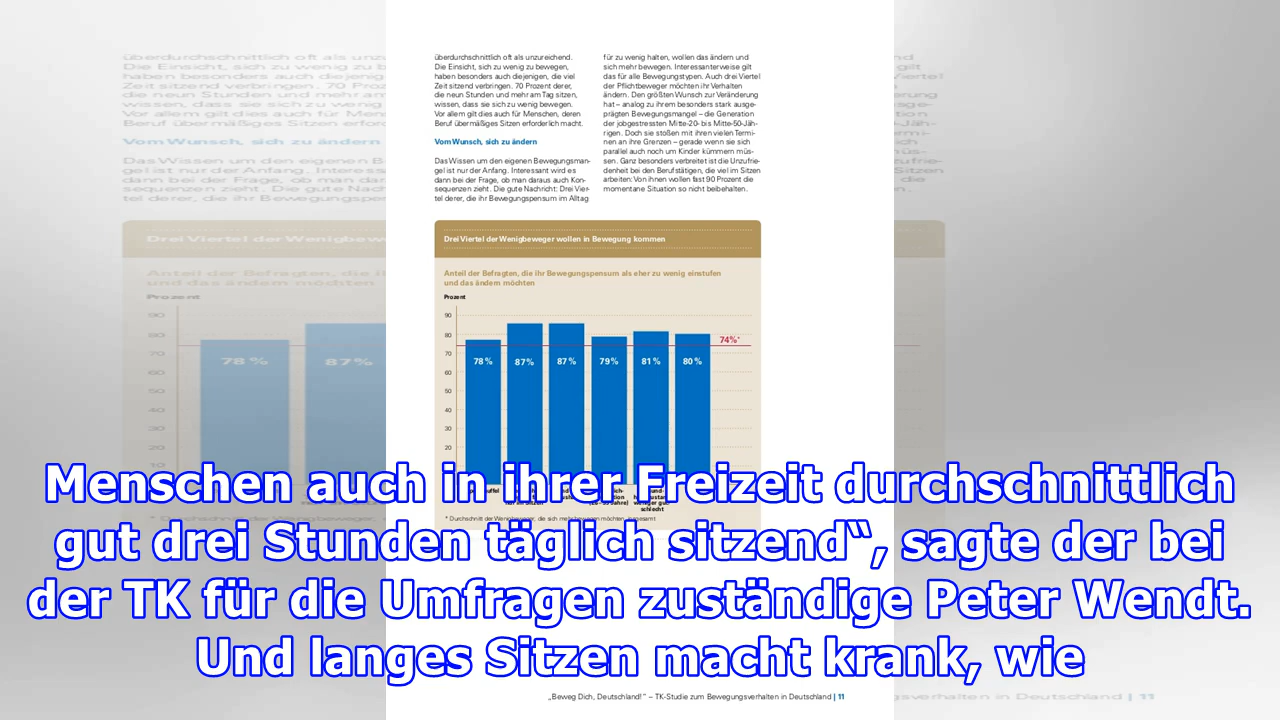 überdurchschnittlich oft als unzureichend.
Die Einsicht, sich zu wenig zu bewegen,
haben besonders auch diejenigen, die viel
Zeit sitzend verbringen. 70 Prozent derer,
die neun Stunden und mehr am Tag sitzen,
wissen, dass sie sich zu wenig bewegen.
Vor allem gilt dies auch für Menschen, deren
Beruf übermäßiges Sitzen erforderlich macht.
Vom Wunsch, sich zu ändern
Das Wissen um den eigenen Bewegungsman-
gel ist nur der Anfang. Interessant wird es
dann bei der Frage, ob man daraus auch Kon-
sequenzen zieht. Die gute Nachricht: Drei Vier-
tel derer, die ihr Bewegungspensum im Alltag
für zu wenig halten, wollen das ändern und
sich mehr bewegen. Interessanterweise gilt
das für alle Bewegungstypen. Auch drei Viertel
der Pflichtbeweger möchten ihr Verhalten
ändern. Den größten Wunsch zur Veränderung
hat – analog zu ihrem besonders stark ausge-
prägten Bewegungsmangel – die Generation
der jobgestressten Mitte-20- bis Mitte-50-Jäh-
rigen. Doch sie stoßen mit ihren vielen Termi-
nen an ihre Grenzen – gerade wenn sie sich
parallel auch noch um Kinder kümmern müs-
sen. Ganz besonders verbreitet ist die Unzufrie-
denheit bei den Berufstätigen, die viel im Sitzen
arbeiten: Von ihnen wollen fast 90 Prozent die
momentane Situation so nicht beibehalten.
Drei Viertel der Wenigbeweger wollen in Bewegung kommen
Anteil der Befragten, die ihr Bewegungspensum als eher zu wenig einstufen
und das ändern möchten
Prozent
90
80
70
60
50
40
30
20
78 % 87 % 87 % 79 % 81 % 80 %
74%*
schlecht
* Durchschnitt der Wenigbeweger, die sich mehr bewegen möchten, insgesamt
Menschen auch in ihrer Freizeit durchschnittlich
gut drei Stunden täglich sitzend“, sagte der bei
der TK für die Umfragen zuständige Peter Wendt.
Und langes Sitzen macht krank, wie
„Beweg Dich, Deutschland!“ – TK-Studie zum Bewegungsverhalten in Deutschland | 11